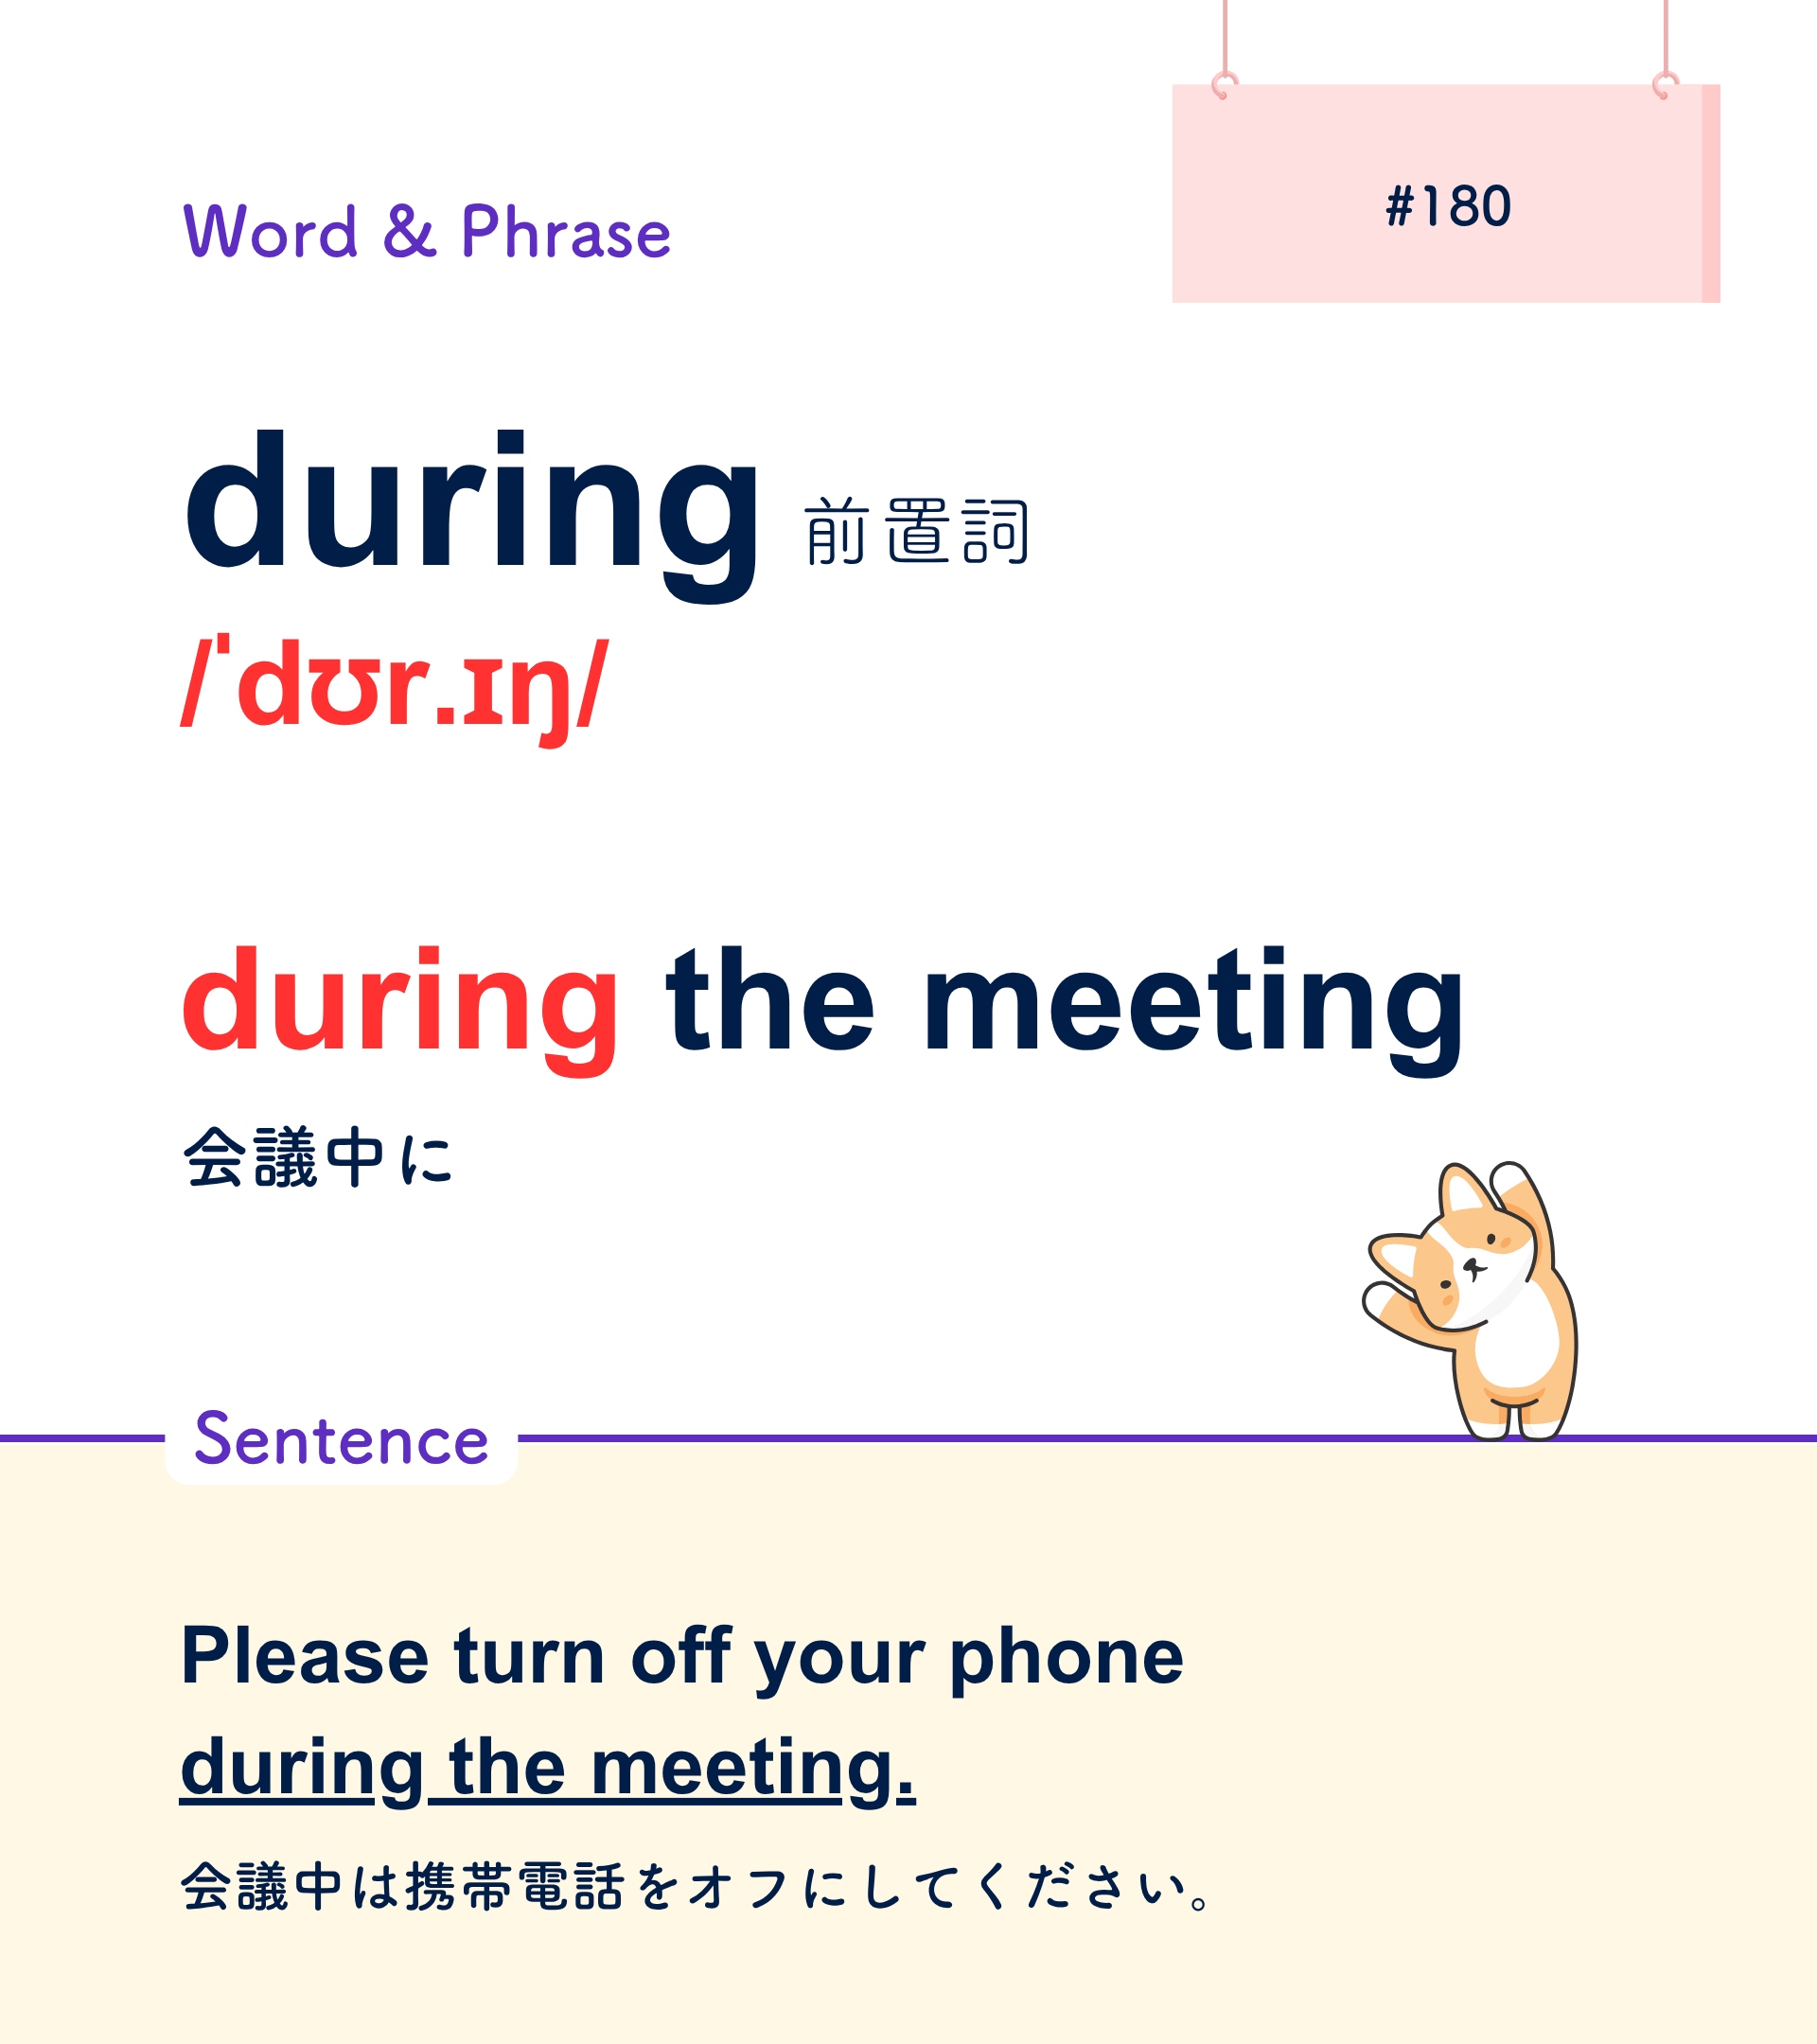 #180
Word & Phrase
during 前置詞
/ˈdʊr.ɪŋ/
during the meeting
会議中に
Sentence
Please turn off your phone
during the meeting.
会議中は携帯電話をオフにしてください。